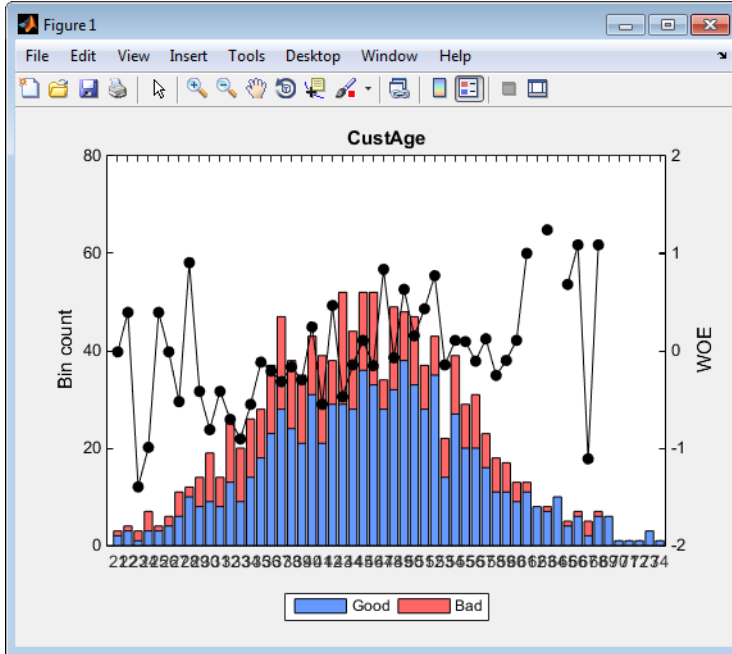 Figure 1
File Edit View Insert Tools Desktop Window Help
CustAge
80 2
60 1
Bin count
40 0
WOE
20 -1
0 -2
Good Bad